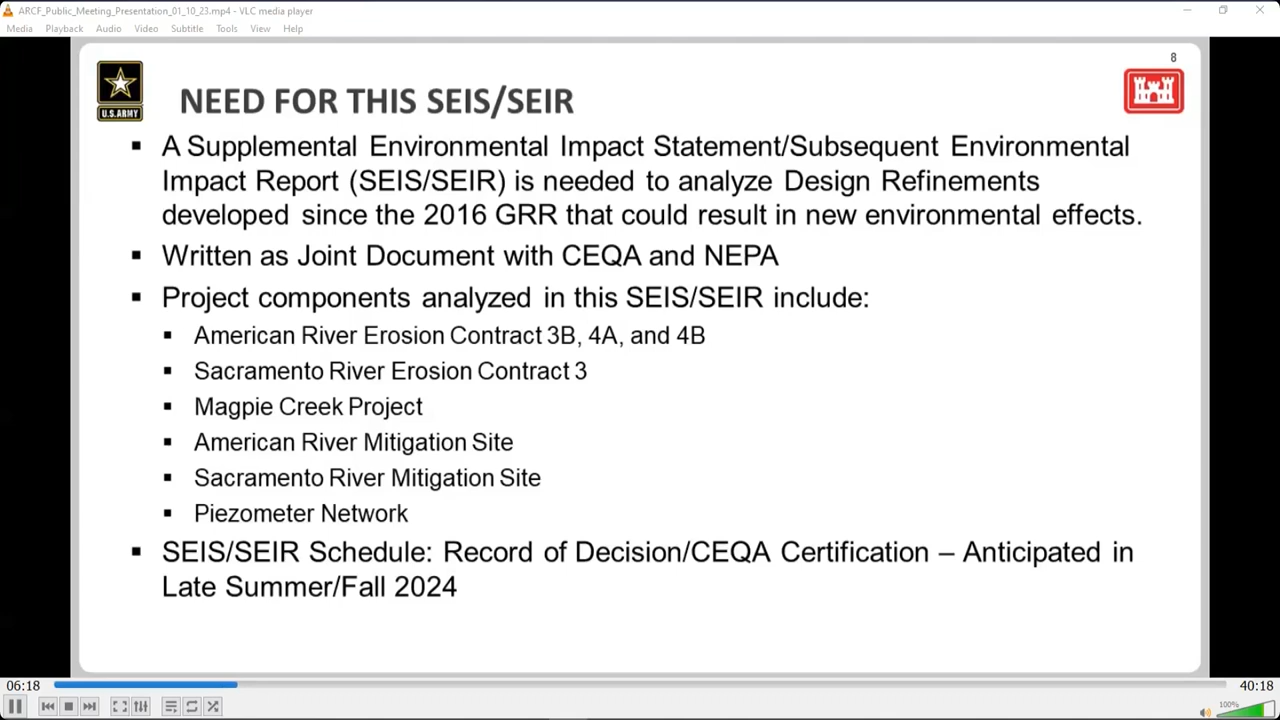 ARCF_Public_Meeting_Presentation_01_10_23.mp4 - VLC media player
Media Playback Audio Video Subtitle Tools View Help
8
U.S.ARMY
NEED FOR THIS SEIS/SEIR
▪ A Supplemental Environmental Impact Statement/Subsequent Environmental
Impact Report (SEIS/SEIR) is needed to analyze Design Refinements
developed since the 2016 GRR that could result in new environmental effects.
▪ Written as Joint Document with CEQA and NEPA
▪ Project components analyzed in this SEIS/SEIR include:
▪ American River Erosion Contract 3B, 4A, and 4B
▪ Sacramento River Erosion Contract 3
▪ Magpie Creek Project
▪ American River Mitigation Site
▪ Sacramento River Mitigation Site
▪ Piezometer Network
▪ SEIS/SEIR Schedule: Record of Decision/CEQA Certification – Anticipated in
Late Summer/Fall 2024
06:18
40:18
100%